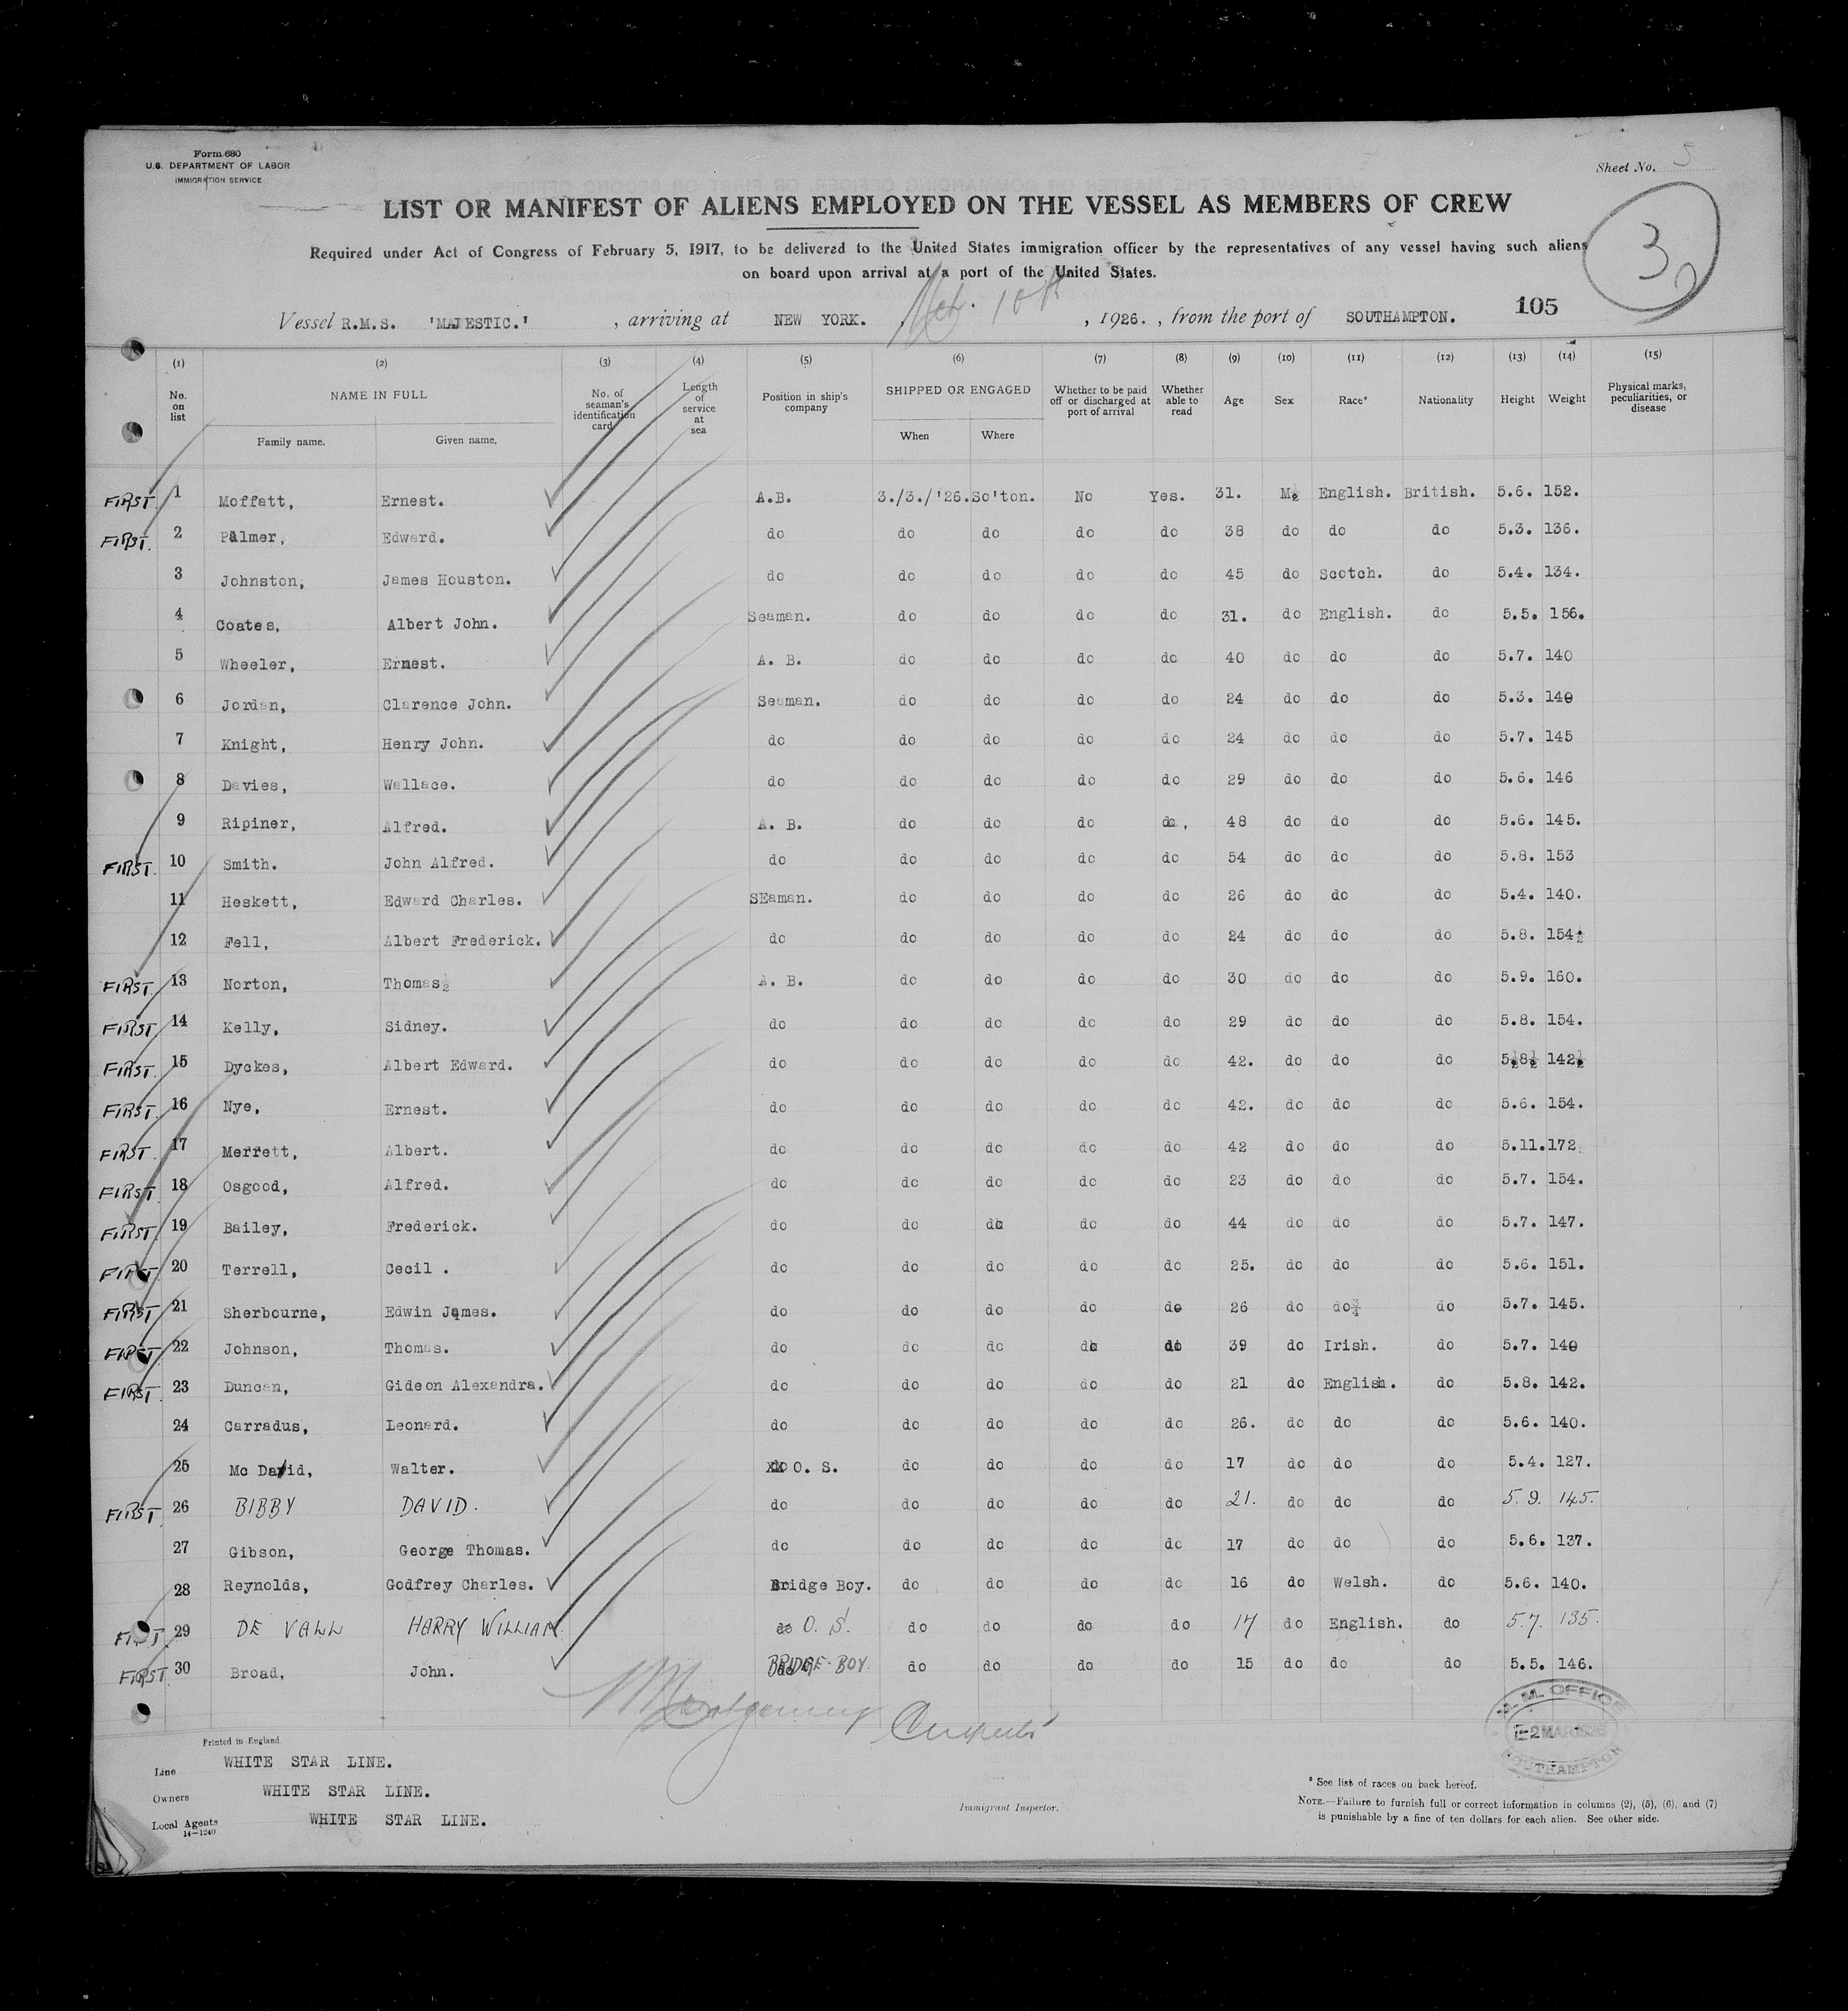 Form 680
U.S. DEPARTMENT OF LABOR
IMMIGRATION SERVICE
Sheet No. 5
LIST OR MANIFEST OF ALIENS EMPLOYED ON THE VESSEL AS MEMBERS OF CREW
Required under Act of Congress of February 5, 1917, to be delivered to the United States immigration officer by the representatives of any vessel having such aliens
on board upon arrival at a port of the United States.
3
105
Vessel R.M.S. 'MAJESTIC.' , arriving at NEW YORK. , 10th , 1926. , from the port of SOUTHAMPTON.
(1) (2) (3) (4) (5) (6) (7) (8) (9) (10) (11) (12) (13) (14) (15)
No. on list NAME IN FULL Family name. Given name. No. of seaman's identification card Length of service at sea Position in ship's company SHIPPED OR ENGAGED When Where Whether to be paid off or discharged at port of arrival Whether able to read Age Sex Race* Nationality Height Weight Physical marks, peculiarities, or disease
FIRST. 1 Moffatt, Ernest. A.B. 3./3./'26. So'ton. No Yes. 31. M½ English. British. 5.6. 152.
FIRST. 2 Palmer, Edward. do do do do do 38 do do do 5.3. 136.
3 Johnston, James Houston. do do do do do 45 do Scotch. do 5.4. 134.
4 Coates, Albert John. Seaman. do do do do 31. do English. do 5.5. 156.
5 Wheeler, Ernest. A. B. do do do do 40 do do do 5.7. 140
6 Jordan, Clarence John. Seaman. do do do do 24 do do do 5.3. 140
7 Knight, Henry John. do do do do do 24 do do do 5.7. 145
8 Davies, Wallace. do do do do do 29 do do do 5.6. 146
9 Ripiner, Alfred. A. B. do do do do, 48 do do do 5.6. 145.
FIRST. 10 Smith. John Alfred. do do do do do 54 do do do 5.8. 153
11 Heskett, Edward Charles. SEaman. do do do do 26 do do do 5.4. 140.
12 Fell, Albert Frederick. do do do do do 24 do do do 5.8. 154½
FIRST. 13 Norton, Thomas½ A. B. do do do do 30 do do do 5.9. 160.
FIRST. 14 Kelly, Sidney. do do do do do 29 do do do 5.8. 154.
FIRST. 15 Dyckes, Albert Edward. do do do do do 42. do do do 5½8½ 142½
FIRST. 16 Nye, Ernest. do do do do do 42. do do do 5.6. 154.
FIRST. 17 Merrett, Albert. do do do do do 42 do do do 5.11. 172
FIRST. 18 Osgood, Alfred. do do do do do 23 do do do 5.7. 154.
FIRST. 19 Bailey, Frederick. do do do do do 44 do do do 5.7. 147.
FIRST 20 Terrell, Cecil . do do do do do 25. do do do 5.6. 151.
FIRST 21 Sherbourne, Edwin James. do do do do do 26 do do¾ do 5.7. 145.
FIRST. 22 Johnson, Thomas. do do do do do 39 do Irish. do 5.7. 140
FIRST. 23 Duncan, Gideon Alexandra. do do do do do 21 do English. do 5.8. 142.
24 Carradus, Leonard. do do do do do 26. do do do 5.6. 140.
25 Mc David, Walter. O. S. do do do do 17 do do do 5.4. 127.
FIRST 26 BIBBY DAVID. do do do do do 21. do do do 5.9. 145.
27 Gibson, George Thomas. do do do do do 17 do do do 5.6. 137.
28 Reynolds, Godfrey Charles. Bridge Boy. do do do do 16 do Welsh. do 5.6. 140.
FIRST 29 DE VALL HARRY WILLIAM. do O. S. do do do do 17 do English. do 5.7. 135.
FIRST 30 Broad, John. BRIDGE BOY. do do do do 15 do do do 5.5. 146.
Montgomery
M.M. OFFICE
2 MAR 1926
SOUTHAMPTON
Printed in England
Line WHITE STAR LINE.
Owners WHITE STAR LINE.
Local Agents WHITE STAR LINE.
14—1240
Immigrant Inspector.
* See list of races on back hereof.
NOTE.—Failure to furnish full or correct information in columns (2), (5), (6), and (7)
is punishable by a fine of ten dollars for each alien. See other side.